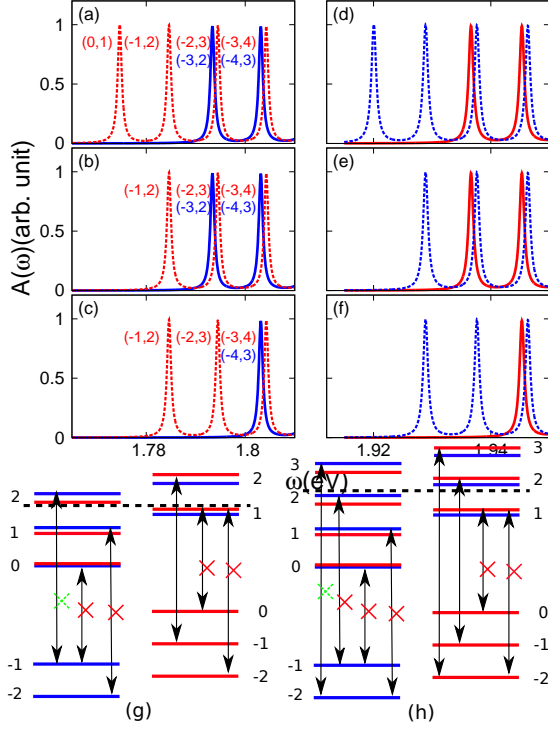 (a)
(0,1) (-1,2) (-2,3) (-3,4)
(-3,2) (-4,3)
1
0.5
0
(d)
(b)
(-1,2) (-2,3) (-3,4)
(-3,2) (-4,3)
1
0.5
0
(e)
(c)
(-1,2) (-2,3) (-3,4)
(-4,3)
1
0.5
0
(f)
A(ω)(arb. unit)
1.78 1.8 1.92 1.94
ω(eV)
2
1
0
-1
-2
2
1
0
-1
-2
(g)
3
2
1
0
-1
-2
3
2
1
0
-1
-2
(h)